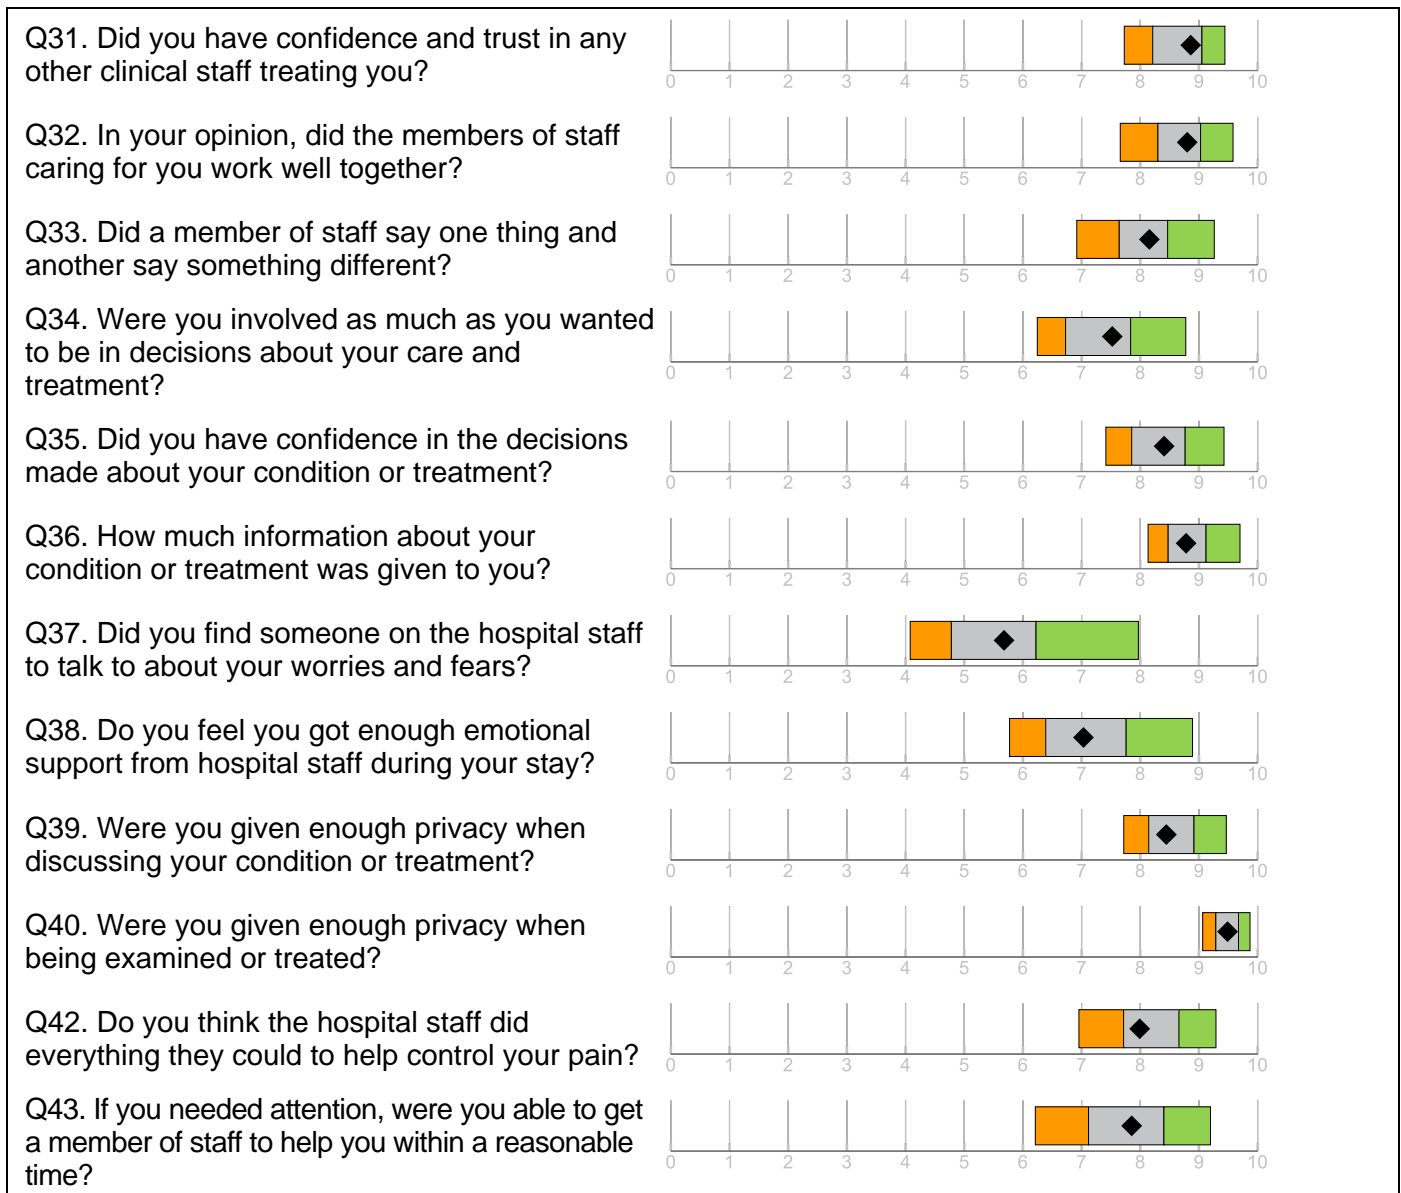 Q31. Did you have confidence and trust in any
other clinical staff treating you?
0 1 2 3 4 5 6 7 8 9 10
Q32. In your opinion, did the members of staff
caring for you work well together?
0 1 2 3 4 5 6 7 8 9 10
Q33. Did a member of staff say one thing and
another say something different?
0 1 2 3 4 5 6 7 8 9 10
Q34. Were you involved as much as you wanted
to be in decisions about your care and
treatment?
0 1 2 3 4 5 6 7 8 9 10
Q35. Did you have confidence in the decisions
made about your condition or treatment?
0 1 2 3 4 5 6 7 8 9 10
Q36. How much information about your
condition or treatment was given to you?
0 1 2 3 4 5 6 7 8 9 10
Q37. Did you find someone on the hospital staff
to talk to about your worries and fears?
0 1 2 3 4 5 6 7 8 9 10
Q38. Do you feel you got enough emotional
support from hospital staff during your stay?
0 1 2 3 4 5 6 7 8 9 10
Q39. Were you given enough privacy when
discussing your condition or treatment?
0 1 2 3 4 5 6 7 8 9 10
Q40. Were you given enough privacy when
being examined or treated?
0 1 2 3 4 5 6 7 8 9 10
Q42. Do you think the hospital staff did
everything they could to help control your pain?
0 1 2 3 4 5 6 7 8 9 10
Q43. If you needed attention, were you able to get
a member of staff to help you within a reasonable
time?
0 1 2 3 4 5 6 7 8 9 10